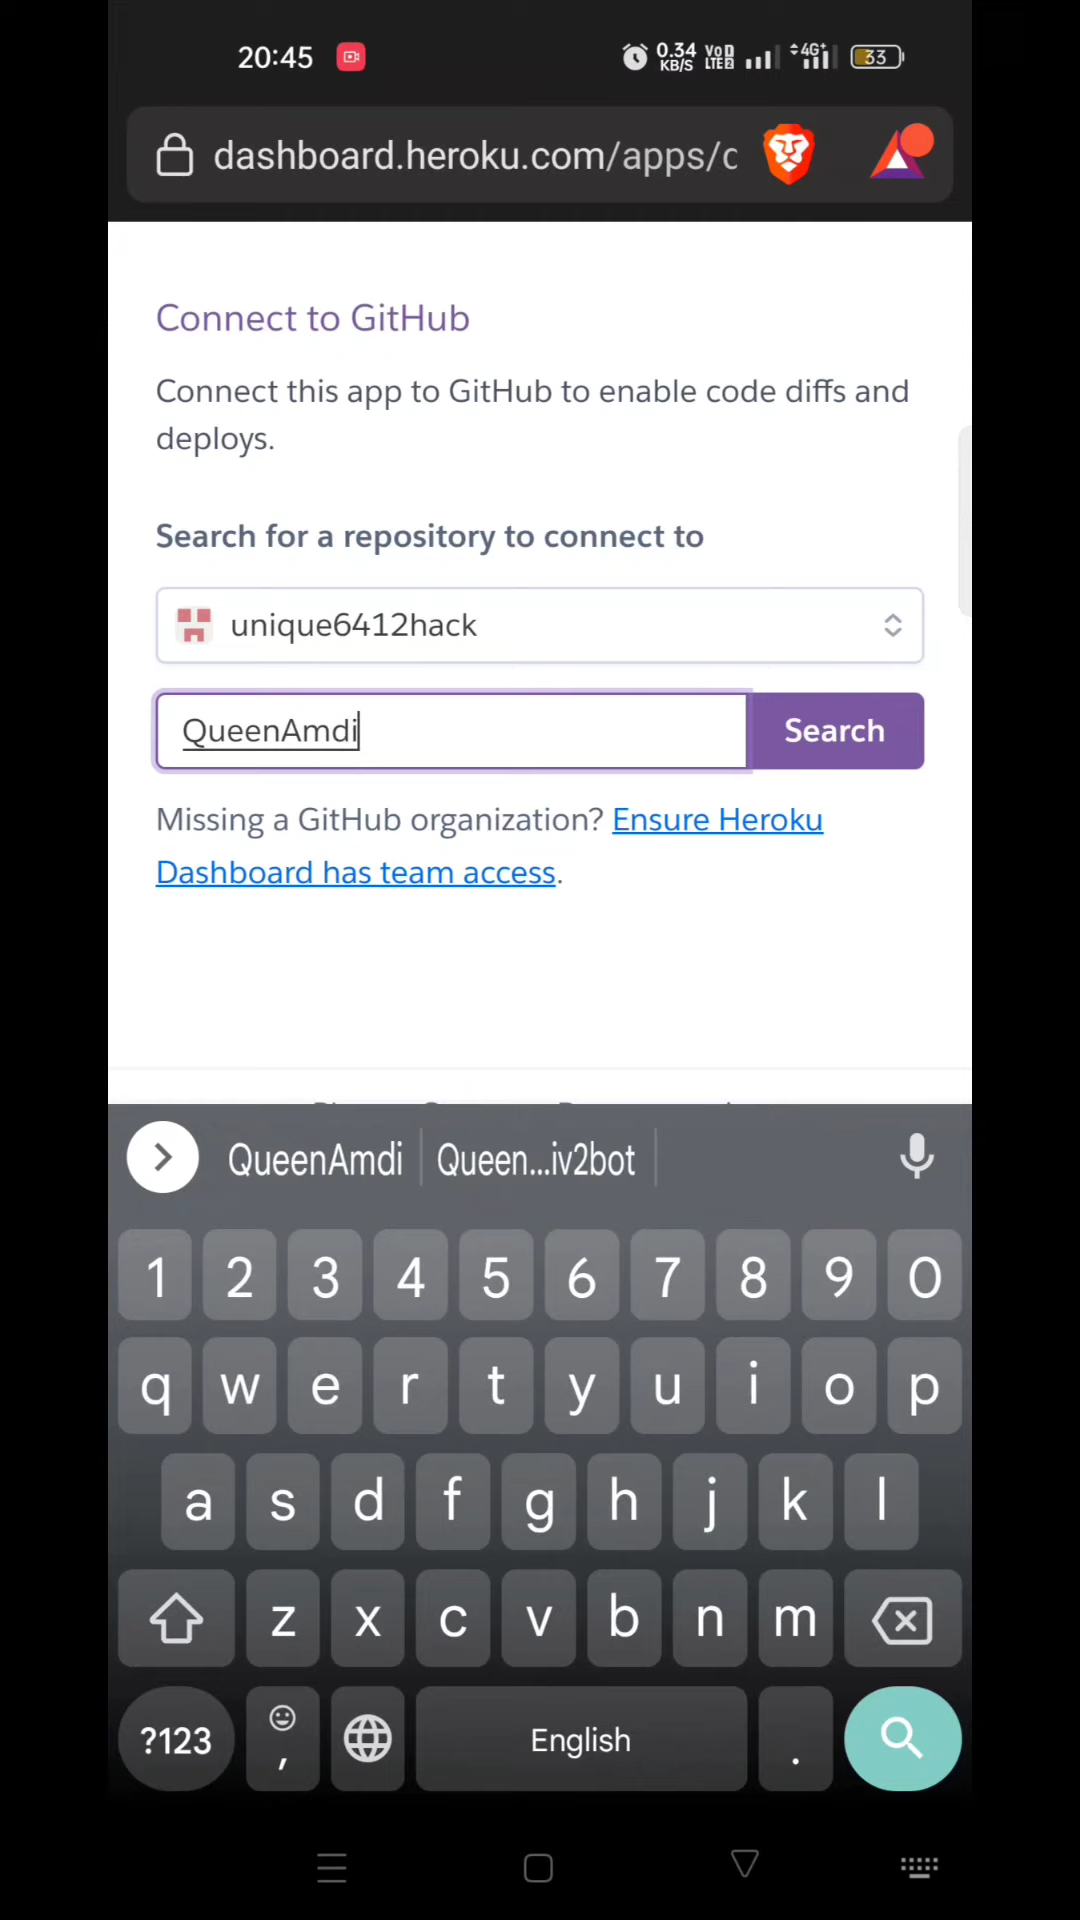 20:45
0.34 KB/S
VoD LTE2
4G+
33
dashboard.heroku.com/apps/c
Connect to GitHub
Connect this app to GitHub to enable code diffs and
deploys.
Search for a repository to connect to
unique6412hack
QueenAmdi
Search
Missing a GitHub organization? Ensure Heroku
Dashboard has team access.
QueenAmdi
Queen...iv2bot
1 2 3 4 5 6 7 8 9 0
q w e r t y u i o p
a s d f g h j k l
z x c v b n m
?123 , English .